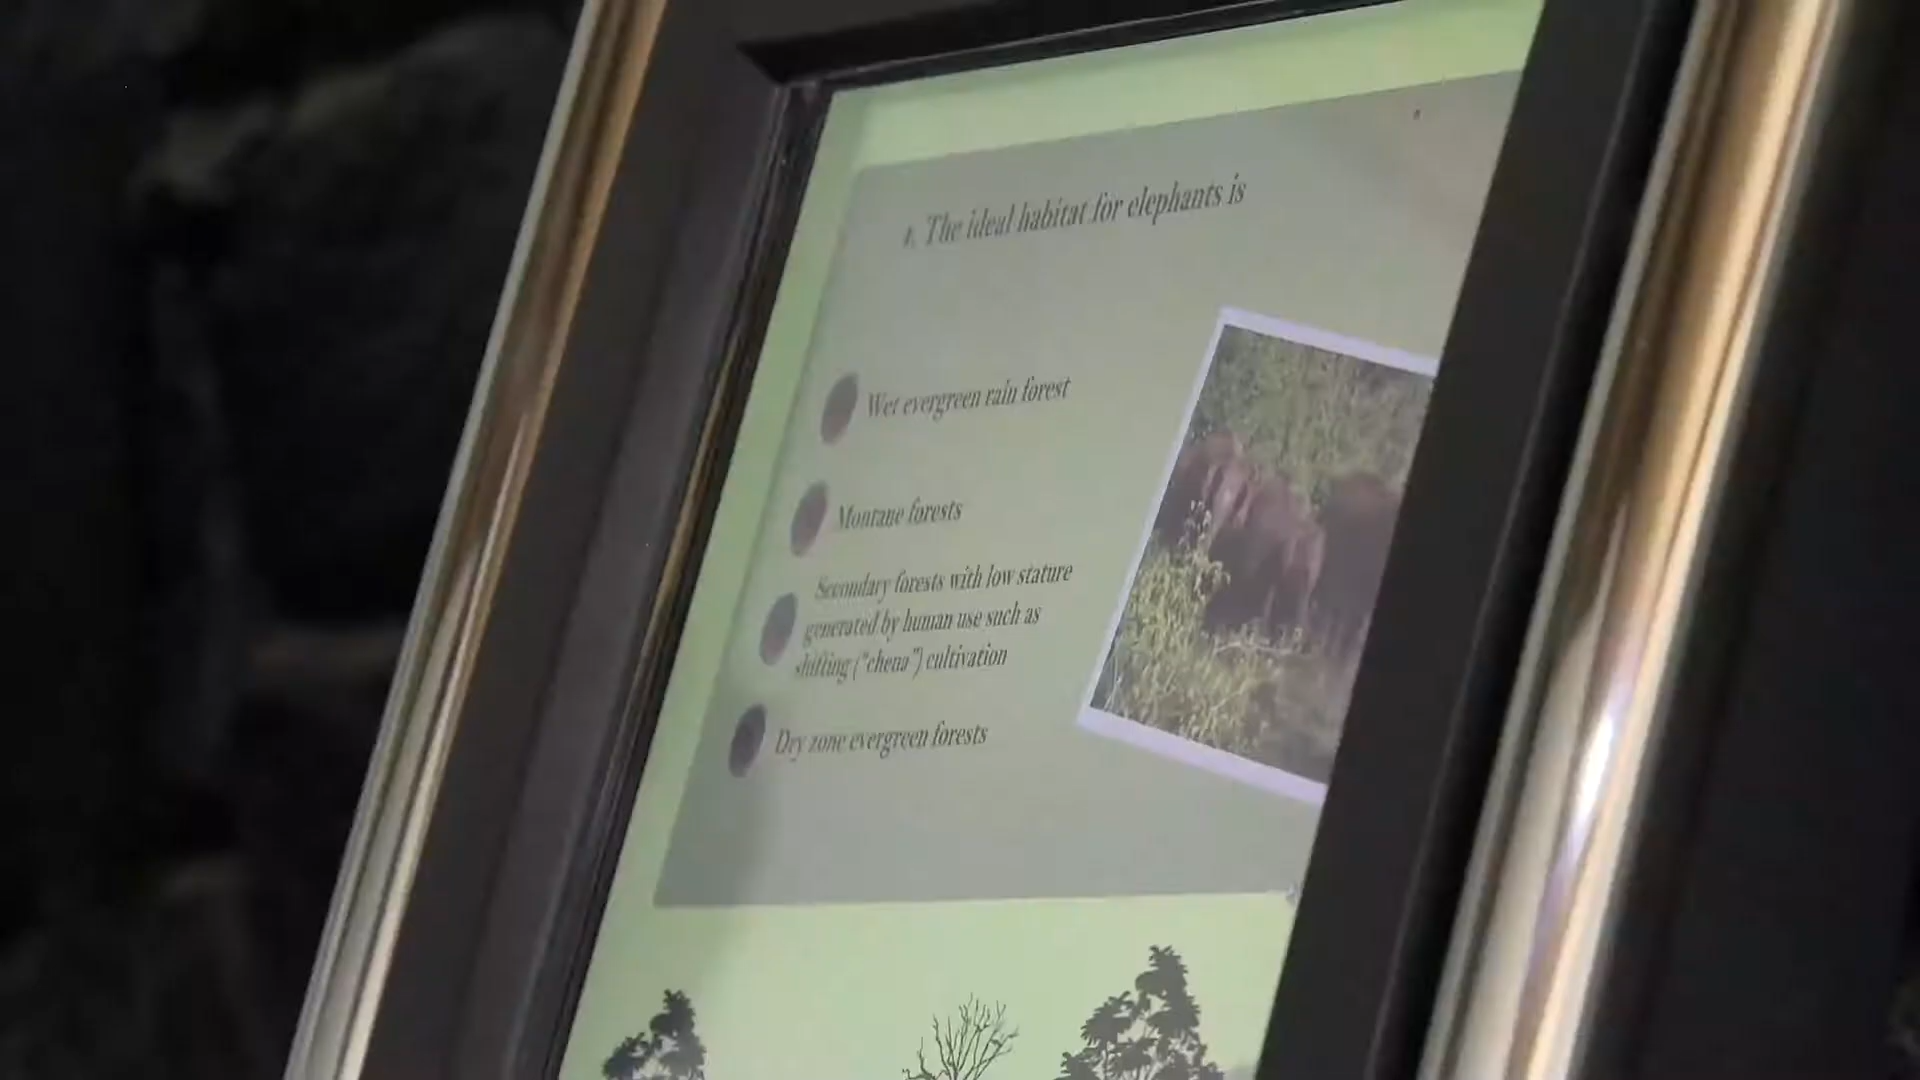 1. The ideal habitat for elephants is
Wet evergreen rain forest
Montane forests
Secondary forests with low stature
generated by human use such as
shifting ("chena") cultivation
Dry zone evergreen forests